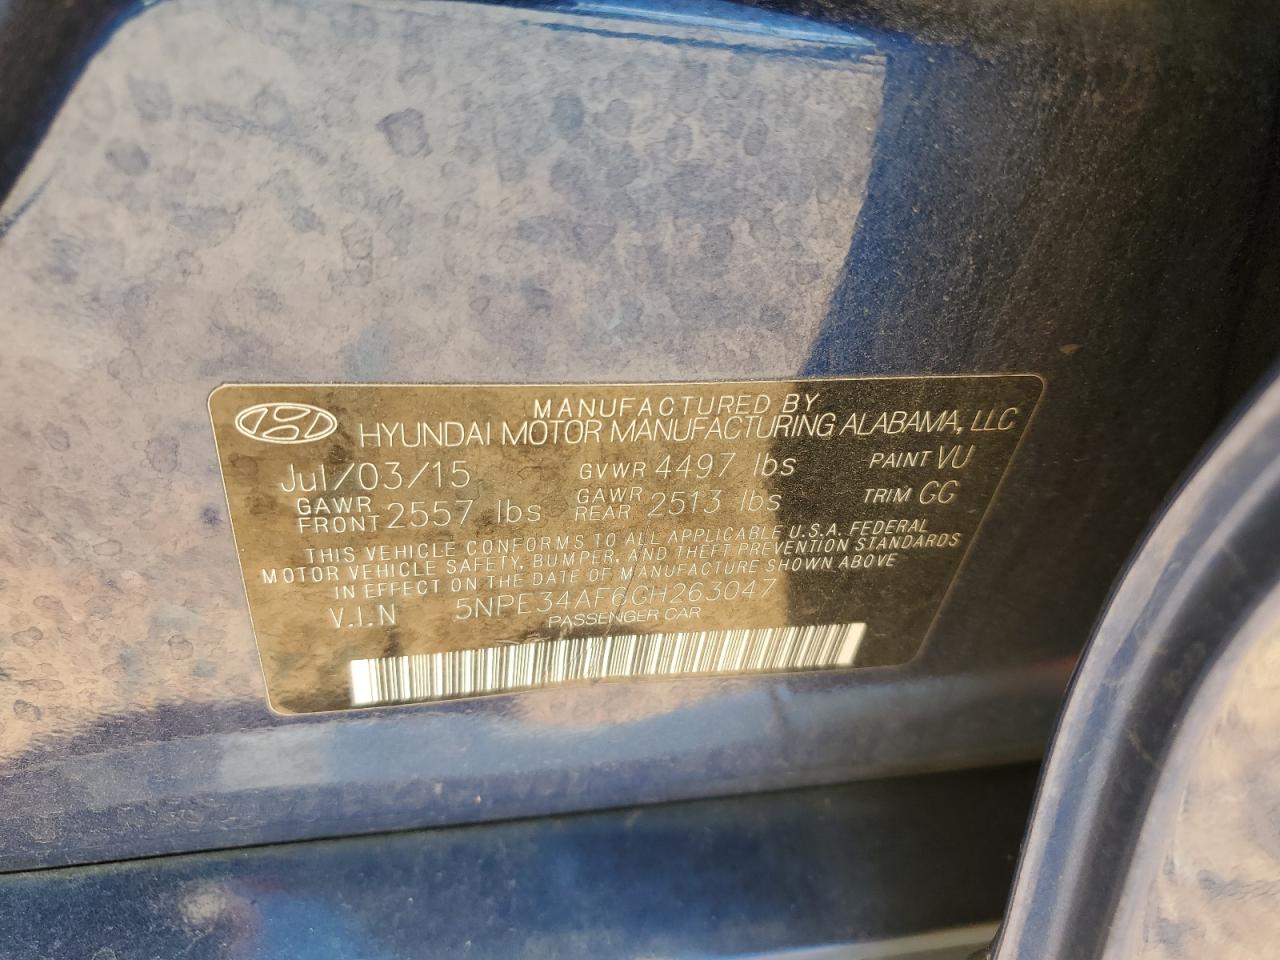 MANUFACTURED BY
HYUNDAI MOTOR MANUFACTURING ALABAMA, LLC
Jul/03/15 GVWR 4497 lbs PAINT VU
GAWR FRONT 2557 lbs GAWR REAR 2513 lbs TRIM GG
THIS VEHICLE CONFORMS TO ALL APPLICABLE U.S.A. FEDERAL
MOTOR VEHICLE SAFETY, BUMPER, AND THEFT PREVENTION STANDARDS
IN EFFECT ON THE DATE OF MANUFACTURE SHOWN ABOVE
V.I.N 5NPE34AF6GH263047
PASSENGER CAR